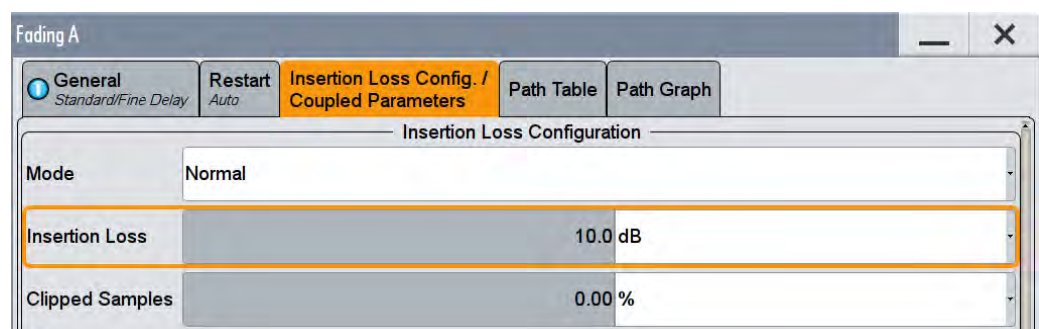 Fading A
General
Standard/Fine Delay
Restart
Auto
Insertion Loss Config. /
Coupled Parameters
Path Table
Path Graph
Insertion Loss Configuration
Mode Normal
Insertion Loss 10.0 dB
Clipped Samples 0.00 %